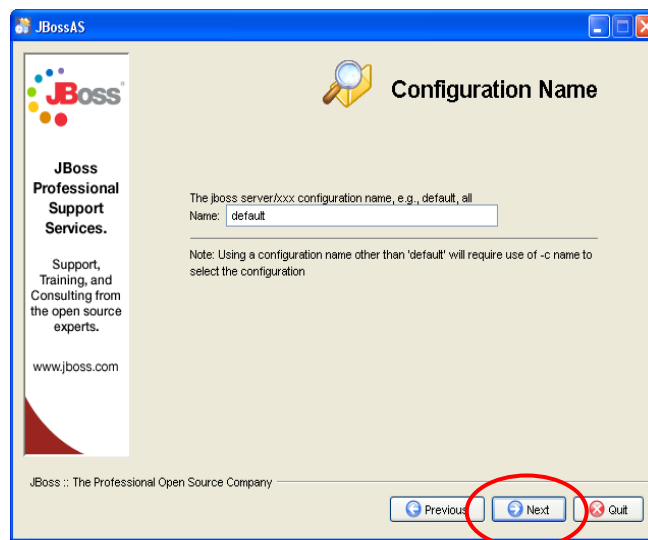 JBossAS
JBoss
Configuration Name
JBoss
Professional
Support
Services.
Support,
Training, and
Consulting from
the open source
experts.
www.jboss.com
The jboss server/xxx configuration name, e.g., default, all
Name: default
Note: Using a configuration name other than 'default' will require use of -c name to
select the configuration
JBoss :: The Professional Open Source Company
Previous Next Quit